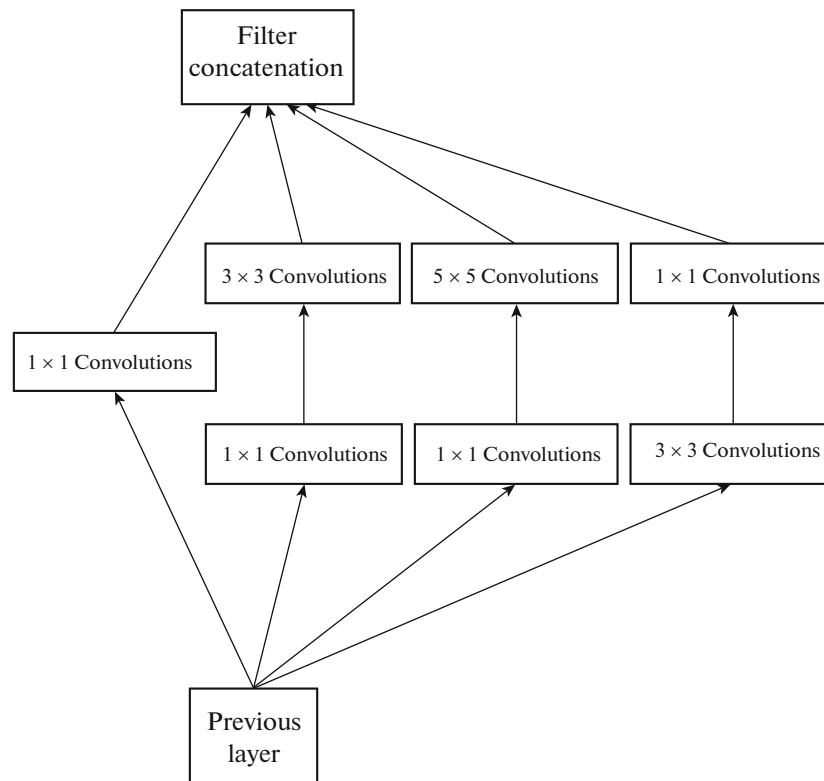 Filter
concatenation
3 × 3 Convolutions
5 × 5 Convolutions
1 × 1 Convolutions
1 × 1 Convolutions
1 × 1 Convolutions
1 × 1 Convolutions
3 × 3 Convolutions
Previous
layer